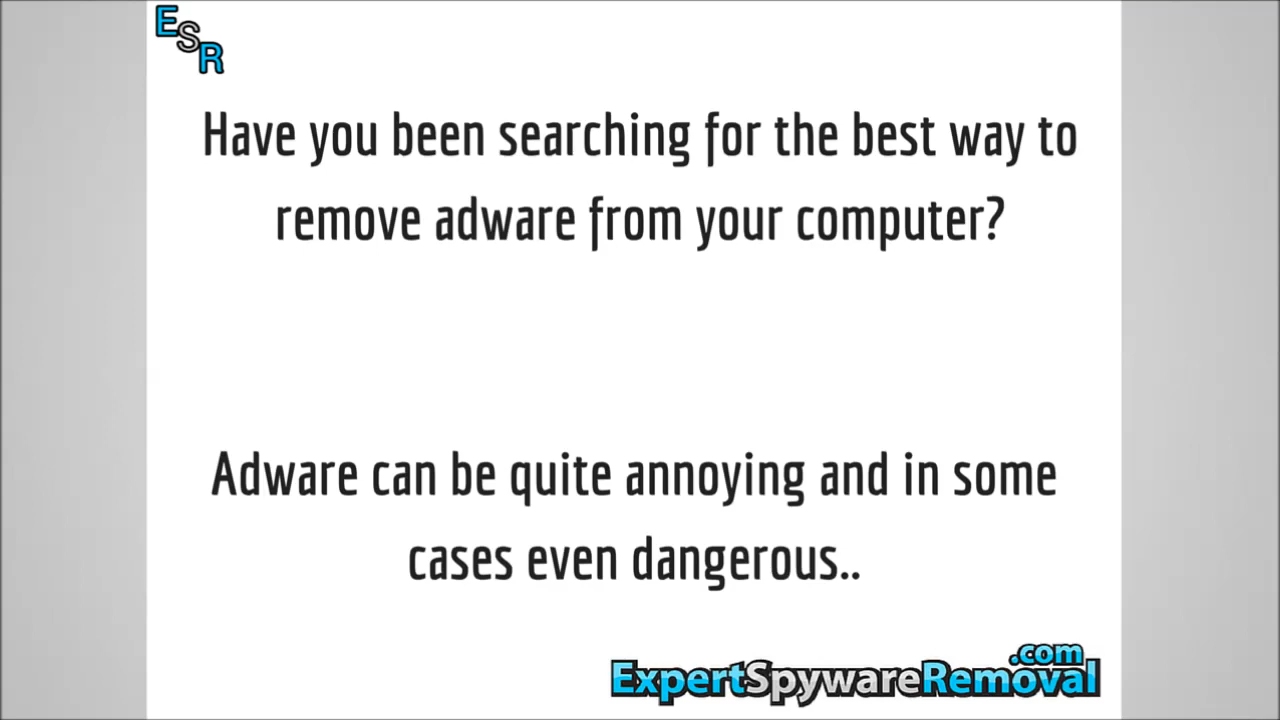 ESR
Have you been searching for the best way to
remove adware from your computer?
Adware can be quite annoying and in some
cases even dangerous..
ExpertSpywareRemoval.com